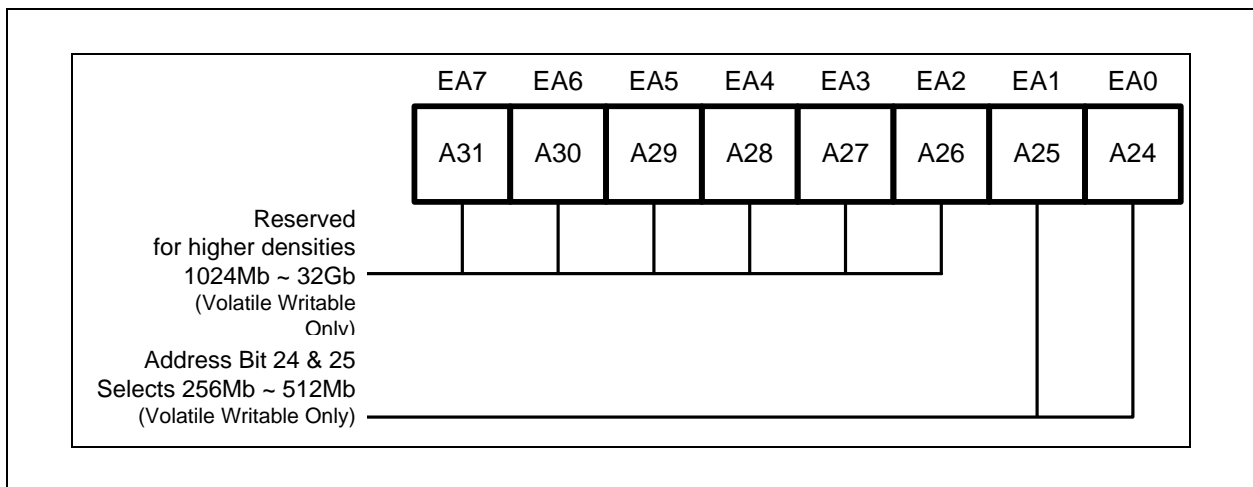 EA7 EA6 EA5 EA4 EA3 EA2 EA1 EA0
A31 A30 A29 A28 A27 A26 A25 A24
Reserved
for higher densities
1024Mb ~ 32Gb
(Volatile Writable
Only)
Address Bit 24 & 25
Selects 256Mb ~ 512Mb
(Volatile Writable Only)